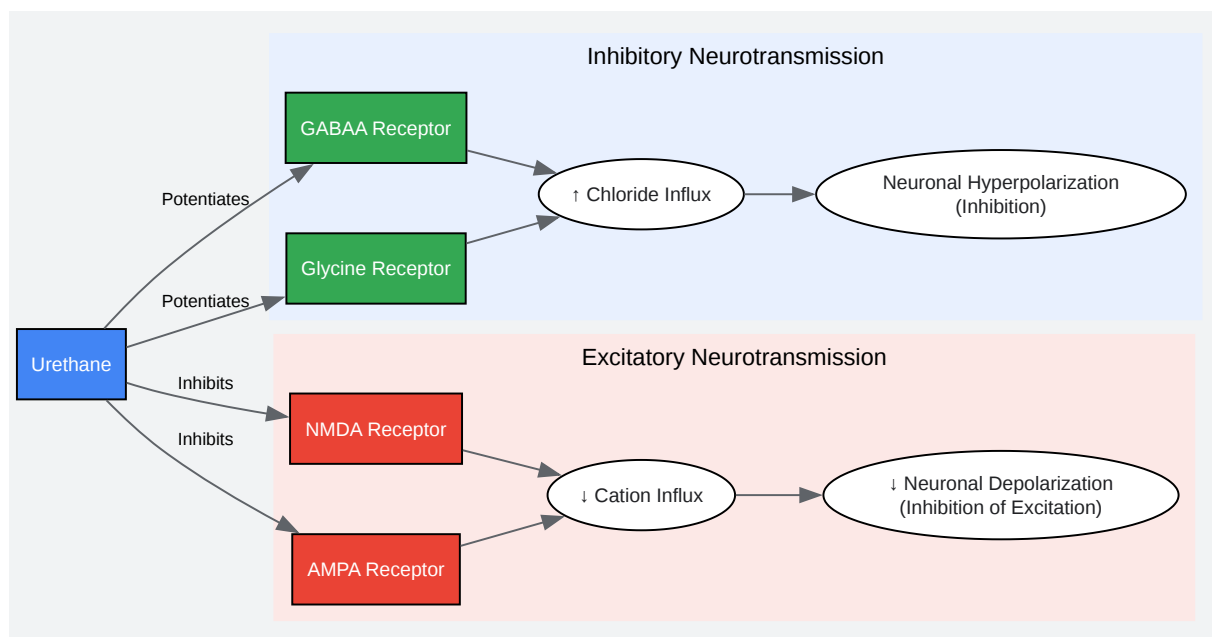 Inhibitory Neurotransmission
GABAA Receptor
Potentiates
↑ Chloride Influx
Neuronal Hyperpolarization
(Inhibition)
Glycine Receptor
Potentiates
Urethane
Excitatory Neurotransmission
Inhibits
NMDA Receptor
Inhibits
↓ Cation Influx
↓ Neuronal Depolarization
(Inhibition of Excitation)
AMPA Receptor